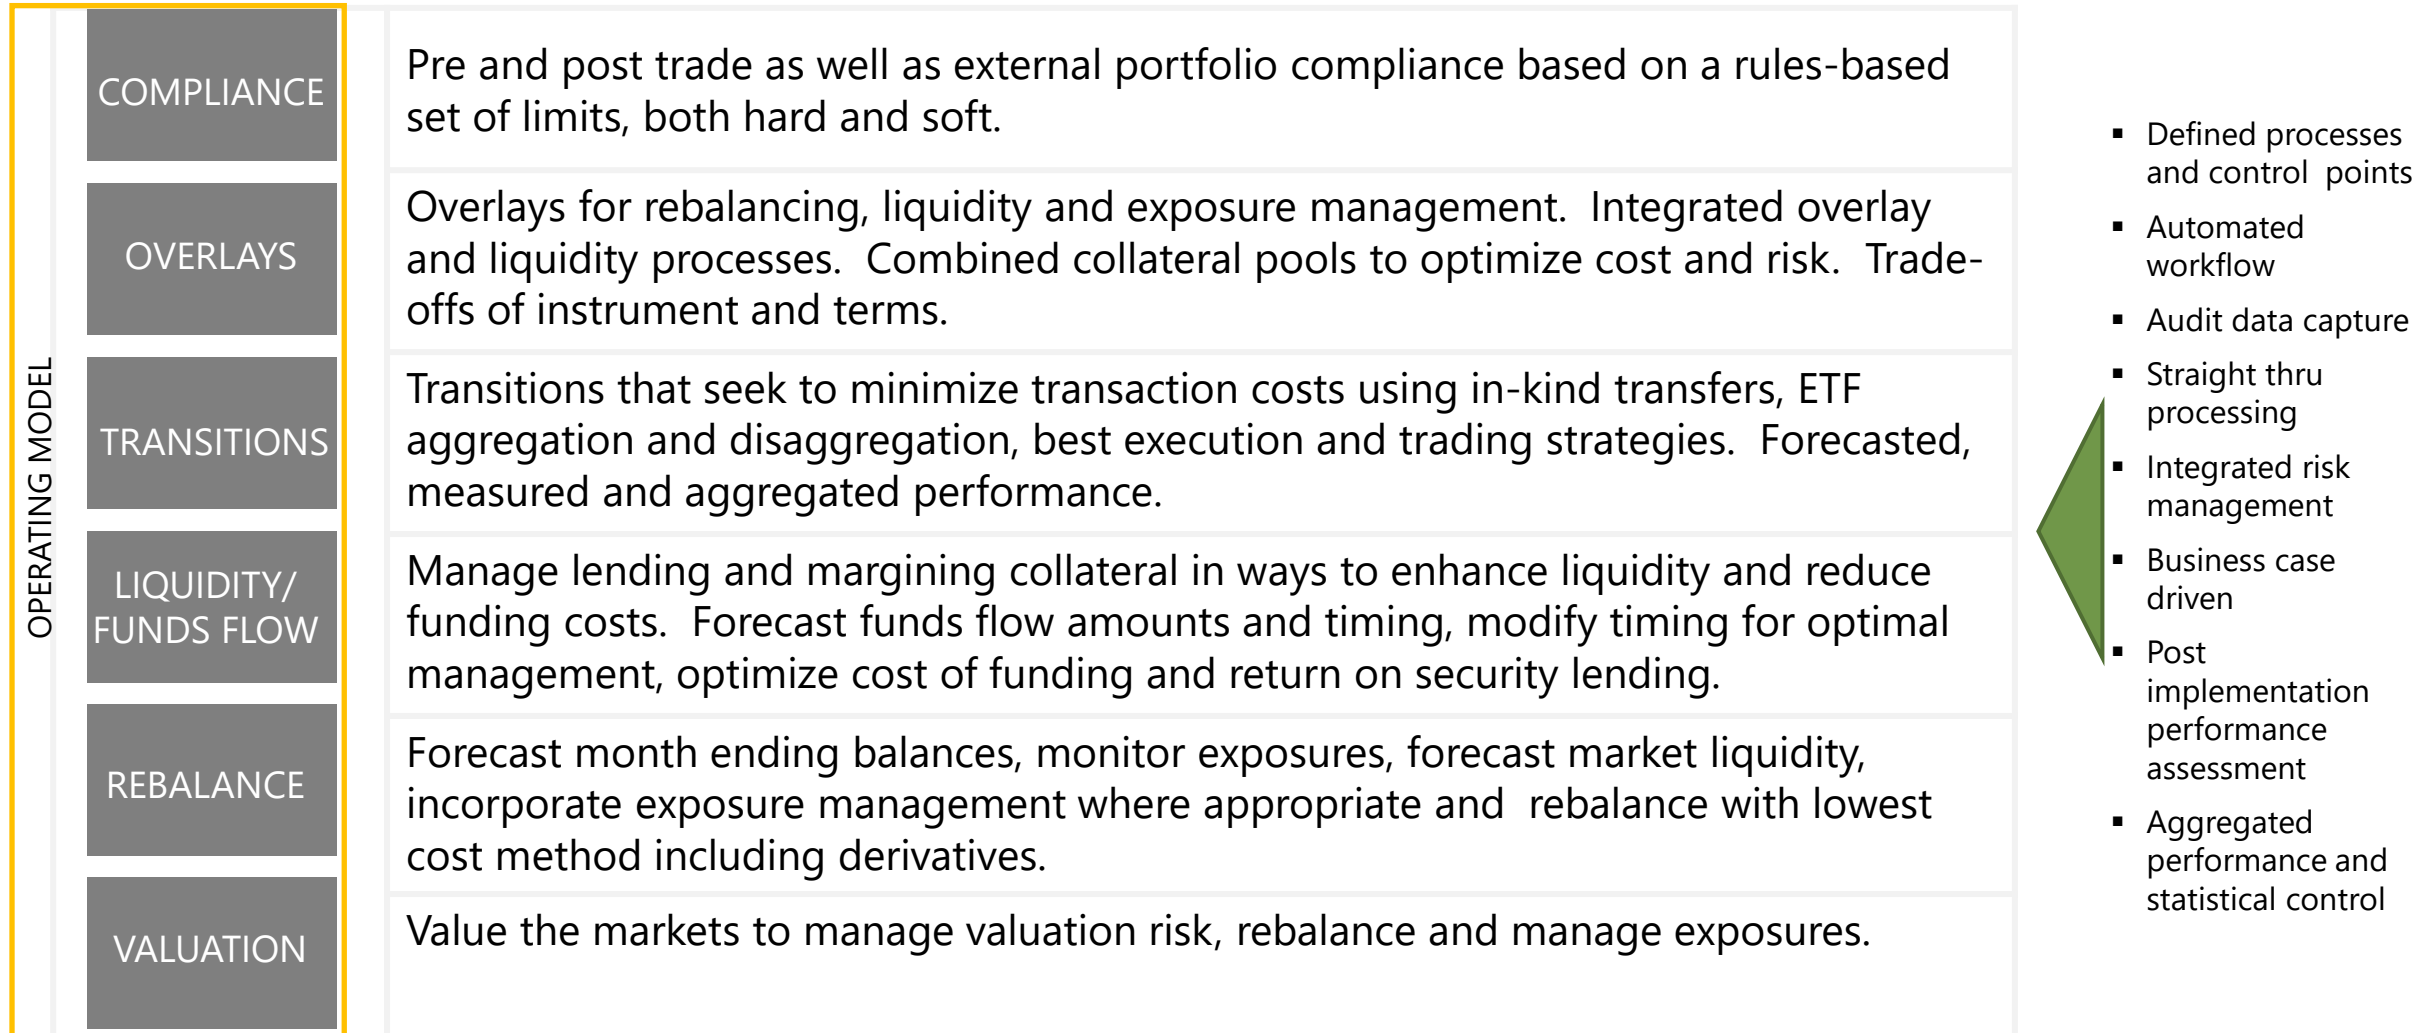 OPERATING MODEL
COMPLIANCE
Pre and post trade as well as external portfolio compliance based on a rules-based
set of limits, both hard and soft.
OVERLAYS
Overlays for rebalancing, liquidity and exposure management.  Integrated overlay
and liquidity processes.  Combined collateral pools to optimize cost and risk.  Trade-
offs of instrument and terms.
TRANSITIONS
Transitions that seek to minimize transaction costs using in-kind transfers, ETF
aggregation and disaggregation, best execution and trading strategies.  Forecasted,
measured and aggregated performance.
LIQUIDITY/
FUNDS FLOW
Manage lending and margining collateral in ways to enhance liquidity and reduce
funding costs.  Forecast funds flow amounts and timing, modify timing for optimal
management, optimize cost of funding and return on security lending.
REBALANCE
Forecast month ending balances, monitor exposures, forecast market liquidity,
incorporate exposure management where appropriate and  rebalance with lowest
cost method including derivatives.
VALUATION
Value the markets to manage valuation risk, rebalance and manage exposures.
▪ Defined processes
and control  points
▪ Automated
workflow
▪ Audit data capture
▪ Straight thru
processing
▪ Integrated risk
management
▪ Business case
driven
▪ Post
implementation
performance
assessment
▪ Aggregated
performance and
statistical control